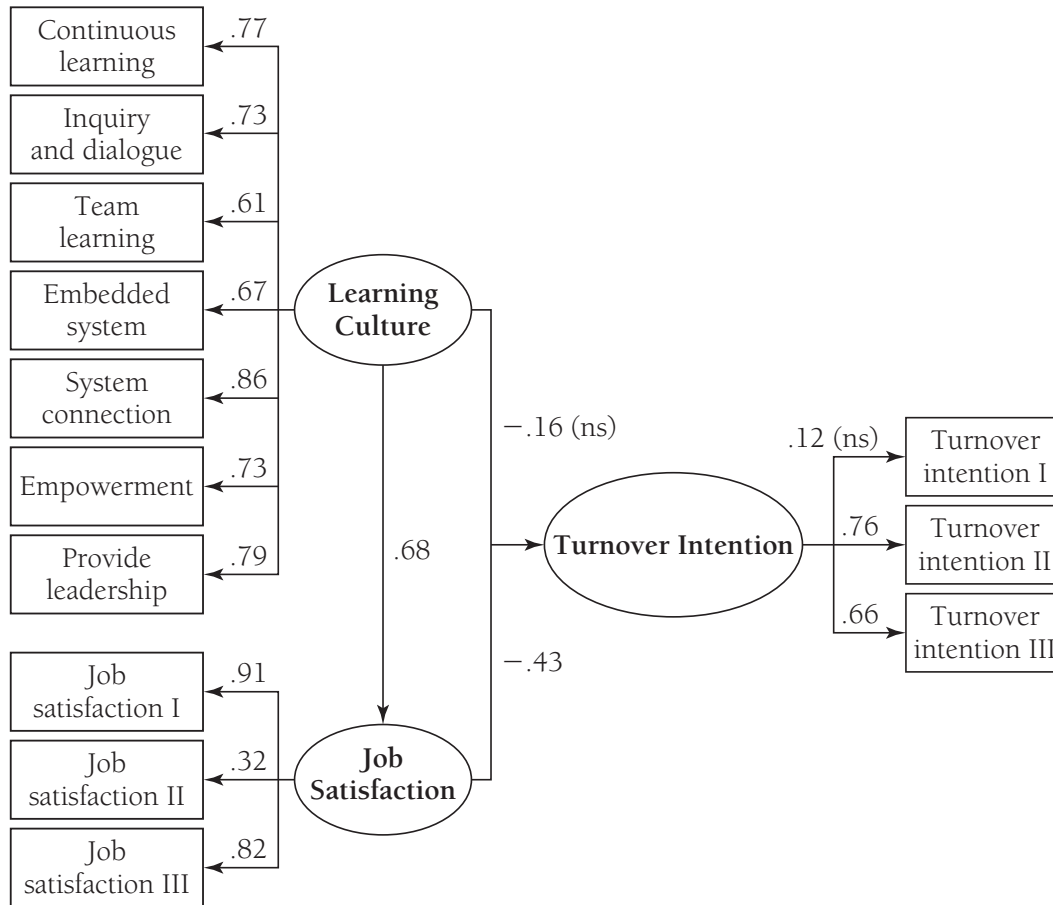 Continuous
learning
.77
Inquiry
and dialogue
.73
Team
learning
.61
Embedded
system
.67
System
connection
.86
Empowerment
.73
Provide
leadership
.79
Learning
Culture
Job
satisfaction I
.91
Job
satisfaction II
.32
Job
satisfaction III
.82
Job
Satisfaction
.68
−.16 (ns)
−.43
Turnover Intention
.12 (ns)
Turnover
intention I
.76
Turnover
intention II
.66
Turnover
intention III